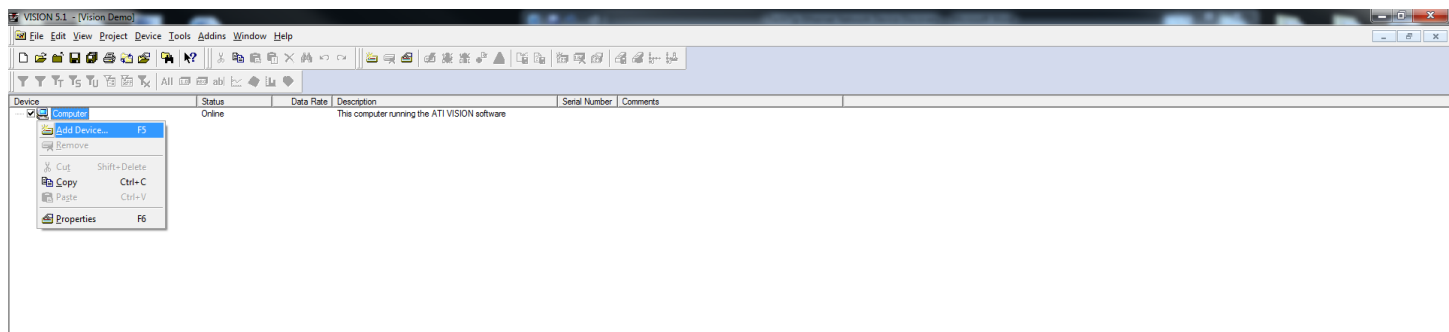 VISION 5.1 - [Vision Demo]
File Edit View Project Device Tools Addins Window Help
All abl
Device Status Data Rate Description Serial Number Comments
Computer Online This computer running the ATI VISION software
Add Device... F5
Remove
Cut Shift+Delete
Copy Ctrl+C
Paste Ctrl+V
Properties F6